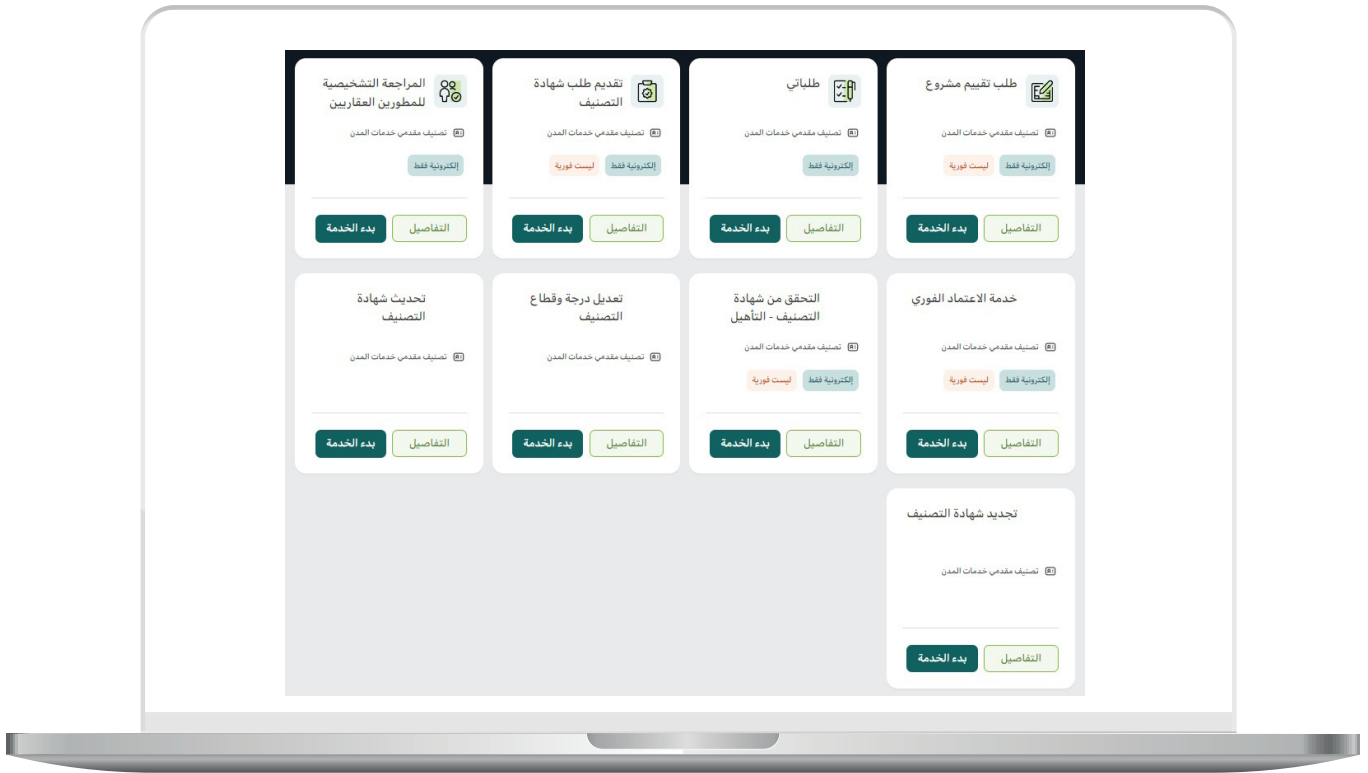 طلب تقييم مشروع
تصنيف مقدمي خدمات المدن
إلكترونية فقط ليست فورية
التفاصيل بدء الخدمة
طلباتي
تصنيف مقدمي خدمات المدن
إلكترونية فقط
التفاصيل بدء الخدمة
تقديم طلب شهادة
التصنيف
تصنيف مقدمي خدمات المدن
إلكترونية فقط ليست فورية
التفاصيل بدء الخدمة
المراجعة التشخيصية
للمطورين العقاريين
تصنيف مقدمي خدمات المدن
إلكترونية فقط
التفاصيل بدء الخدمة
خدمة الاعتماد الفوري
تصنيف مقدمي خدمات المدن
إلكترونية فقط ليست فورية
التفاصيل بدء الخدمة
التحقق من شهادة
التصنيف - التأهيل
تصنيف مقدمي خدمات المدن
إلكترونية فقط ليست فورية
التفاصيل بدء الخدمة
تعديل درجة وقطاع
التصنيف
تصنيف مقدمي خدمات المدن
التفاصيل بدء الخدمة
تحديث شهادة
التصنيف
تصنيف مقدمي خدمات المدن
التفاصيل بدء الخدمة
تجديد شهادة التصنيف
تصنيف مقدمي خدمات المدن
التفاصيل بدء الخدمة